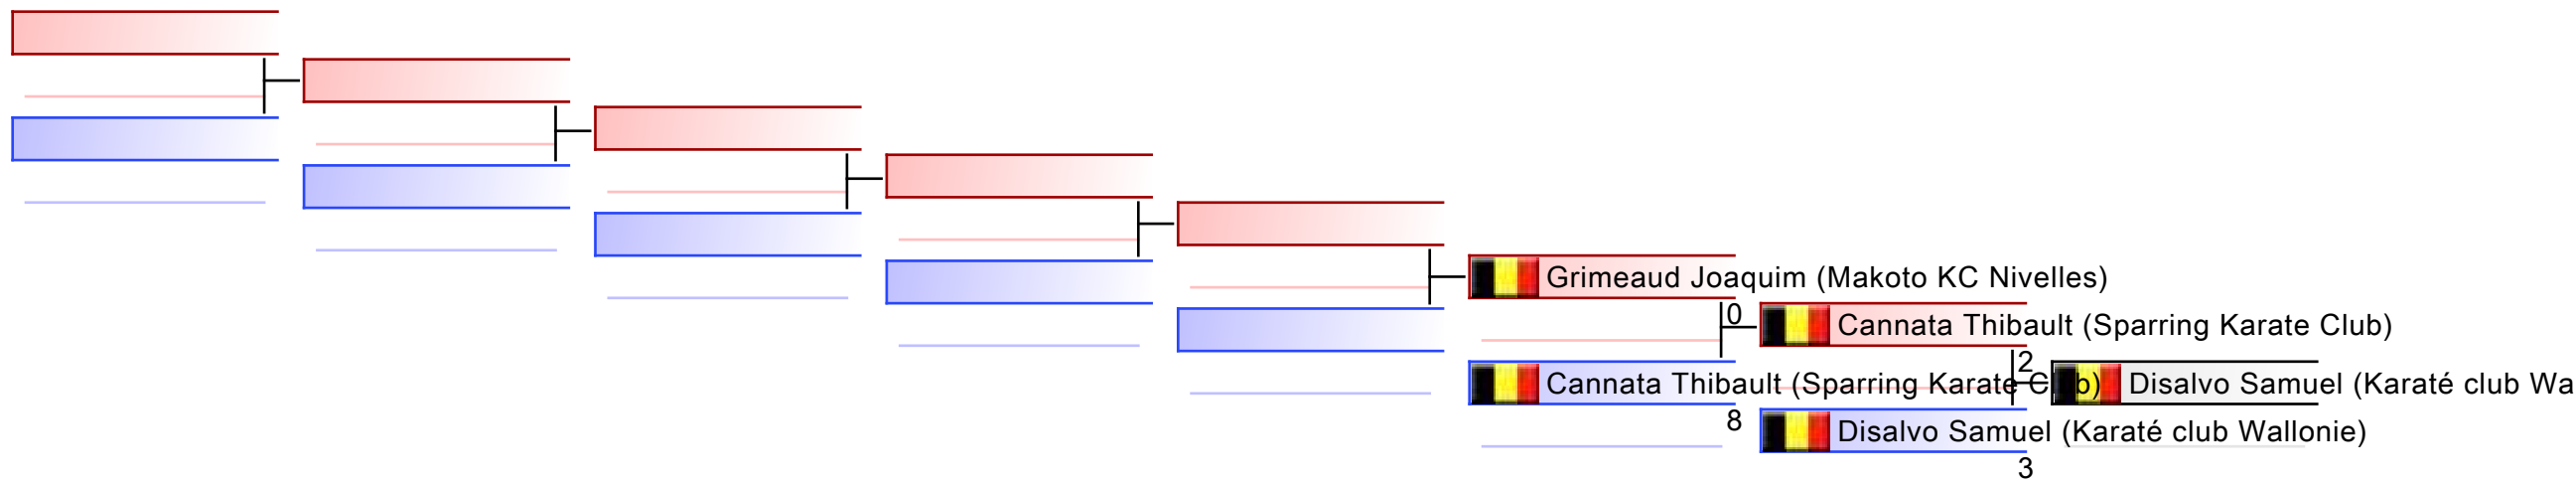 Grimeaud Joaquim (Makoto KC Nivelles)
0
Cannata Thibault (Sparring Karate Club)
2
Cannata Thibault (Sparring Karate Club)
Disalvo Samuel (Karaté club Wa
8
Disalvo Samuel (Karaté club Wallonie)
3